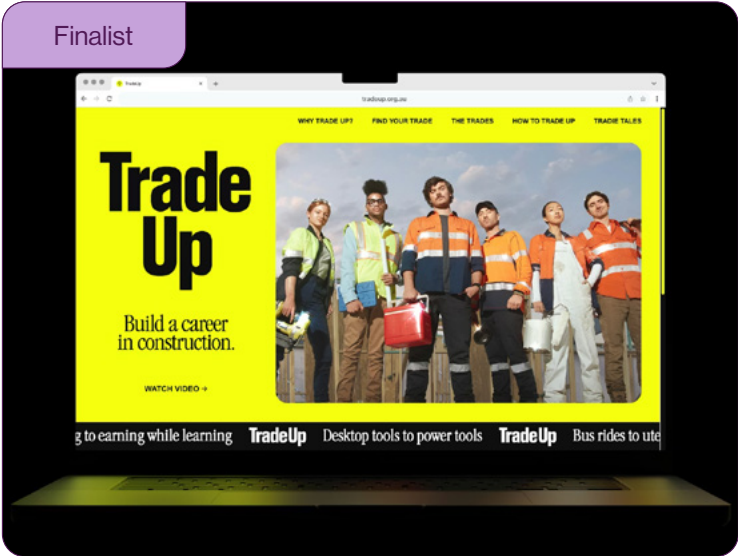 Finalist
TradeUp
tradeup.org.au
WHY TRADE UP? FIND YOUR TRADE THE TRADES HOW TO TRADE UP TRADIE TALES
Trade
Up
Build a career
in construction.
WATCH VIDEO →
g to earning while learning TradeUp Desktop tools to power tools TradeUp Bus rides to ute